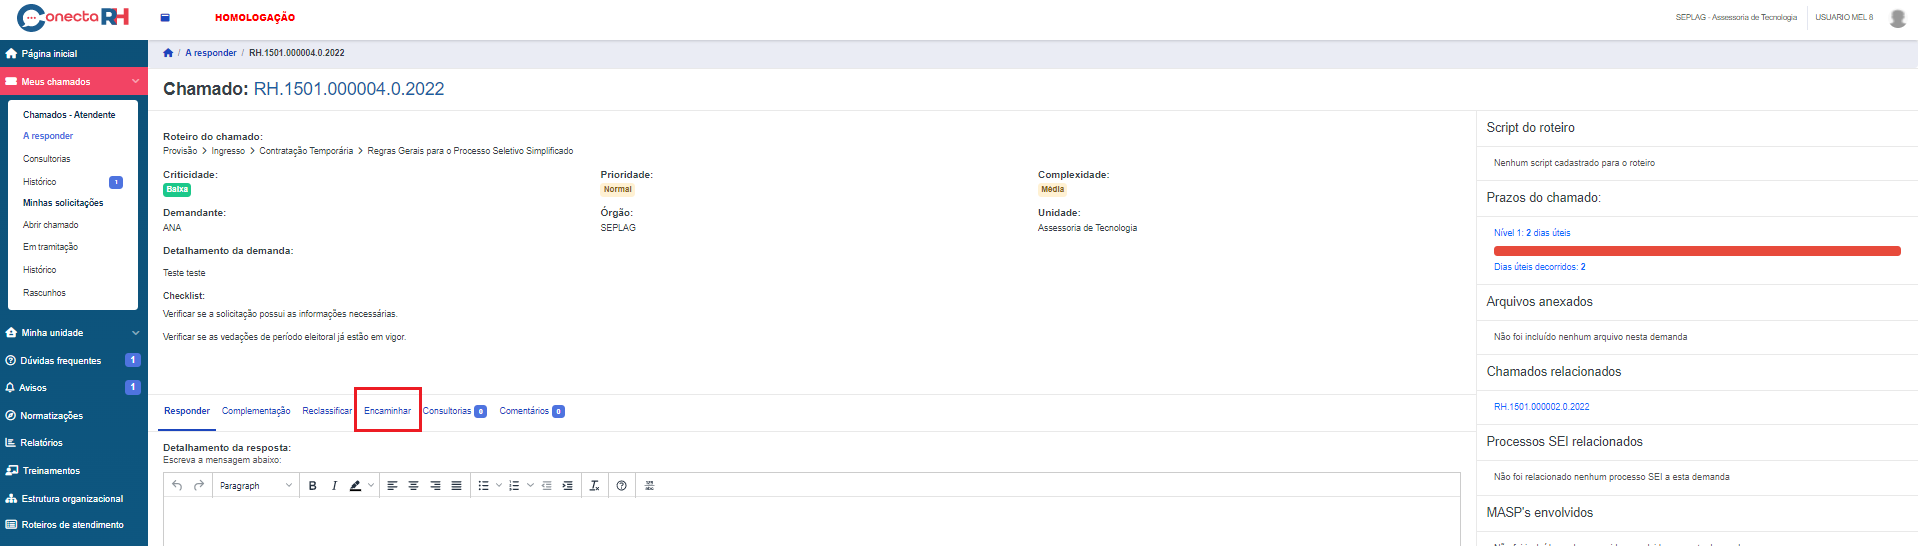 Conecta RH
HOMOLOGAÇÃO
SEPLAG - Assessoria de Tecnologia
USUARIO MEL 8
Página inicial
Meus chamados
Chamados - Atendente
A responder
Consultorias
Histórico 1
Minhas solicitações
Abrir chamado
Em tramitação
Histórico
Rascunhos
Minha unidade
Dúvidas frequentes 1
Avisos 1
Normatizações
Relatórios
Treinamentos
Estrutura organizacional
Roteiros de atendimento
/ A responder / RH.1501.000004.0.2022
Chamado: RH.1501.000004.0.2022
Roteiro do chamado:
Provisão > Ingresso > Contratação Temporária > Regras Gerais para o Processo Seletivo Simplificado
Criticidade:
Baixa
Prioridade:
Normal
Complexidade:
Média
Demandante:
ANA
Órgão:
SEPLAG
Unidade:
Assessoria de Tecnologia
Detalhamento da demanda:
Teste teste
Checklist:
Verificar se a solicitação possui as informações necessárias.
Verificar se as vedações de período eleitoral já estão em vigor.
Responder Complementação Reclassificar Encaminhar Consultorias 0 Comentários 0
Detalhamento da resposta:
Escreva a mensagem abaixo:
Paragraph B I
Script do roteiro
Nenhum script cadastrado para o roteiro
Prazos do chamado:
Nível 1: 2 dias úteis
Dias úteis decorridos: 2
Arquivos anexados
Não foi incluído nenhum arquivo nesta demanda
Chamados relacionados
RH.1501.000002.0.2022
Processos SEI relacionados
Não foi relacionado nenhum processo SEI a esta demanda
MASP's envolvidos